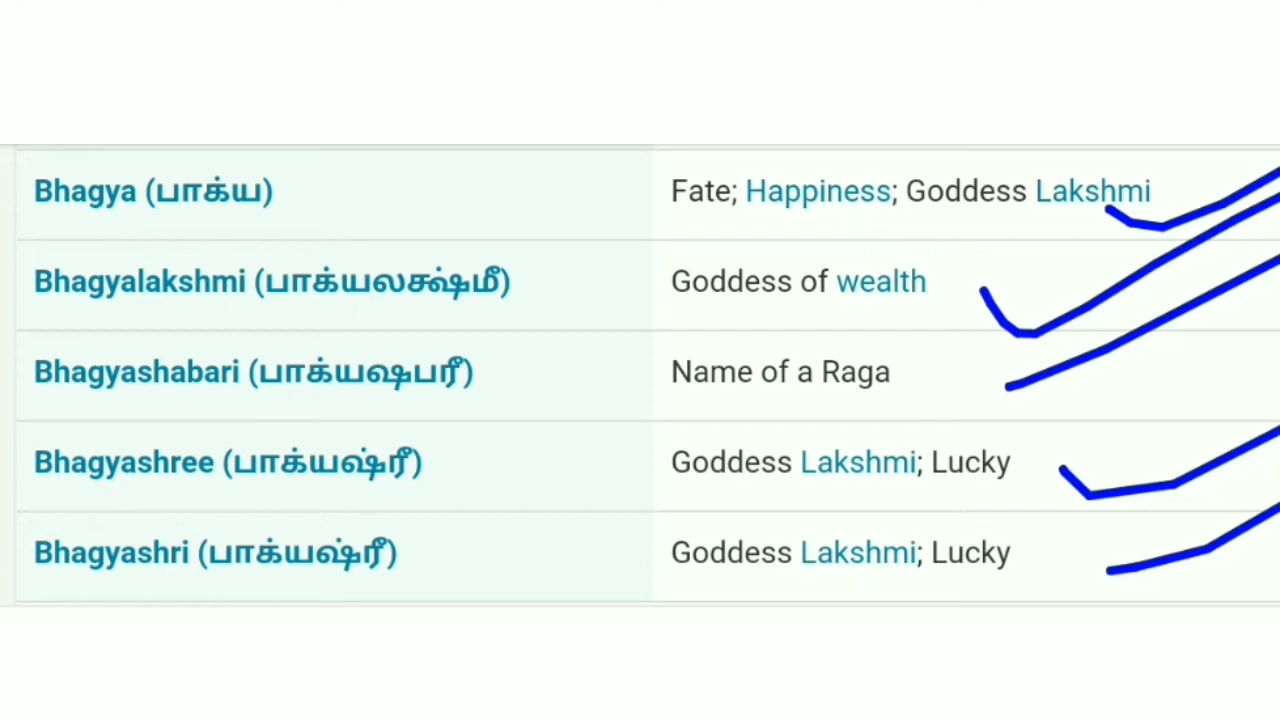 Bhagya (பாக்ய) Fate; Happiness; Goddess Lakshmi
Bhagyalakshmi (பாக்யலக்ஷ்மீ) Goddess of wealth
Bhagyashabari (பாக்யஷபரீ) Name of a Raga
Bhagyashree (பாக்யஷ்ரீ) Goddess Lakshmi; Lucky
Bhagyashri (பாக்யஷ்ரீ) Goddess Lakshmi; Lucky